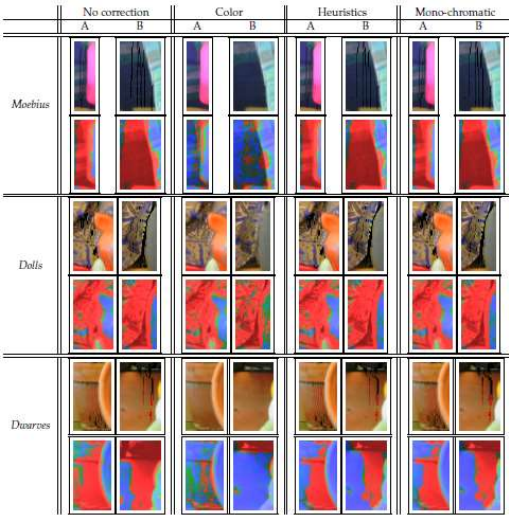 No correction Color Heuristics Mono-chromatic
A B A B A B A B
Moebius
Dolls
Dwarves